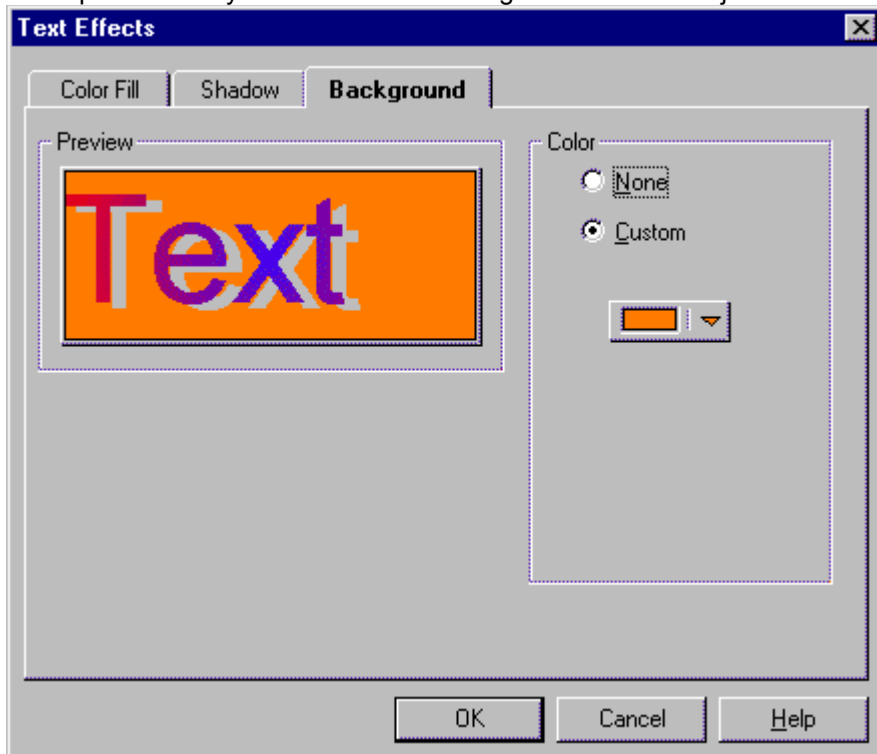 Text Effects
Color Fill Shadow Background
Preview
Text
Color
None
Custom
OK Cancel Help